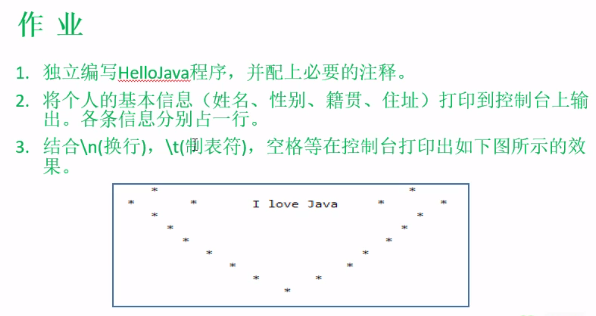 作 业
1. 独立编写HelloJava程序，并配上必要的注释。
2. 将个人的基本信息（姓名、性别、籍贯、住址）打印到控制台上输
出。各条信息分别占一行。
3. 结合\n(换行)，\t(制表符)，空格等在控制台打印出如下图所示的效
果。
* *
* * I love Java * *
* *
* *
* *
* *
* *
* *
*